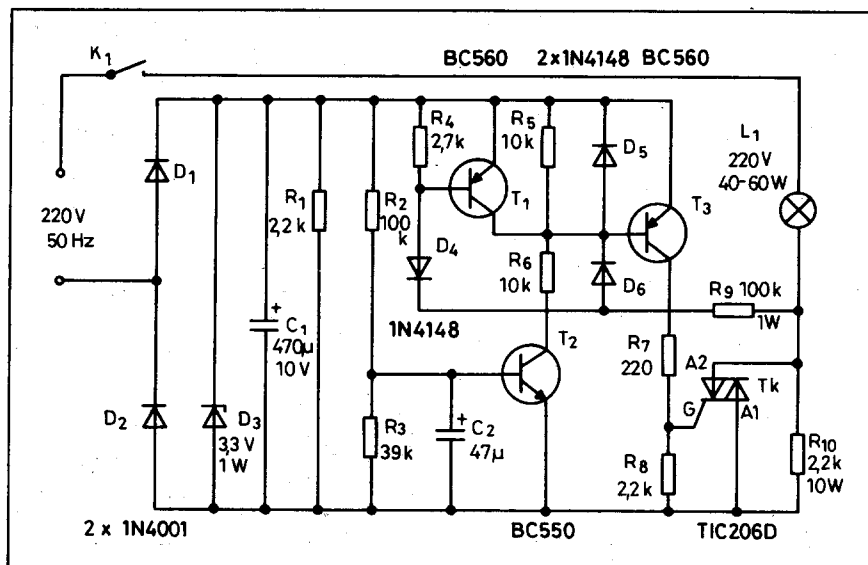 K1
BC560 2x1N4148 BC560
R4
2,7k
R5
10k
D5
L1
220V
40-60W
D1
R1
2,2k
R2
100
k
T1
T3
220V
50Hz
D4
R6
10k
D6
R9 100k
1W
C1
470µ
10V
1N4148
T2
R7
220
A2
Tk
G
A1
D2
D3
3,3V
1W
R3
39k
C2
47µ
R8
2,2k
R10
2,2k
10W
2 x 1N4001
BC550
TIC206D